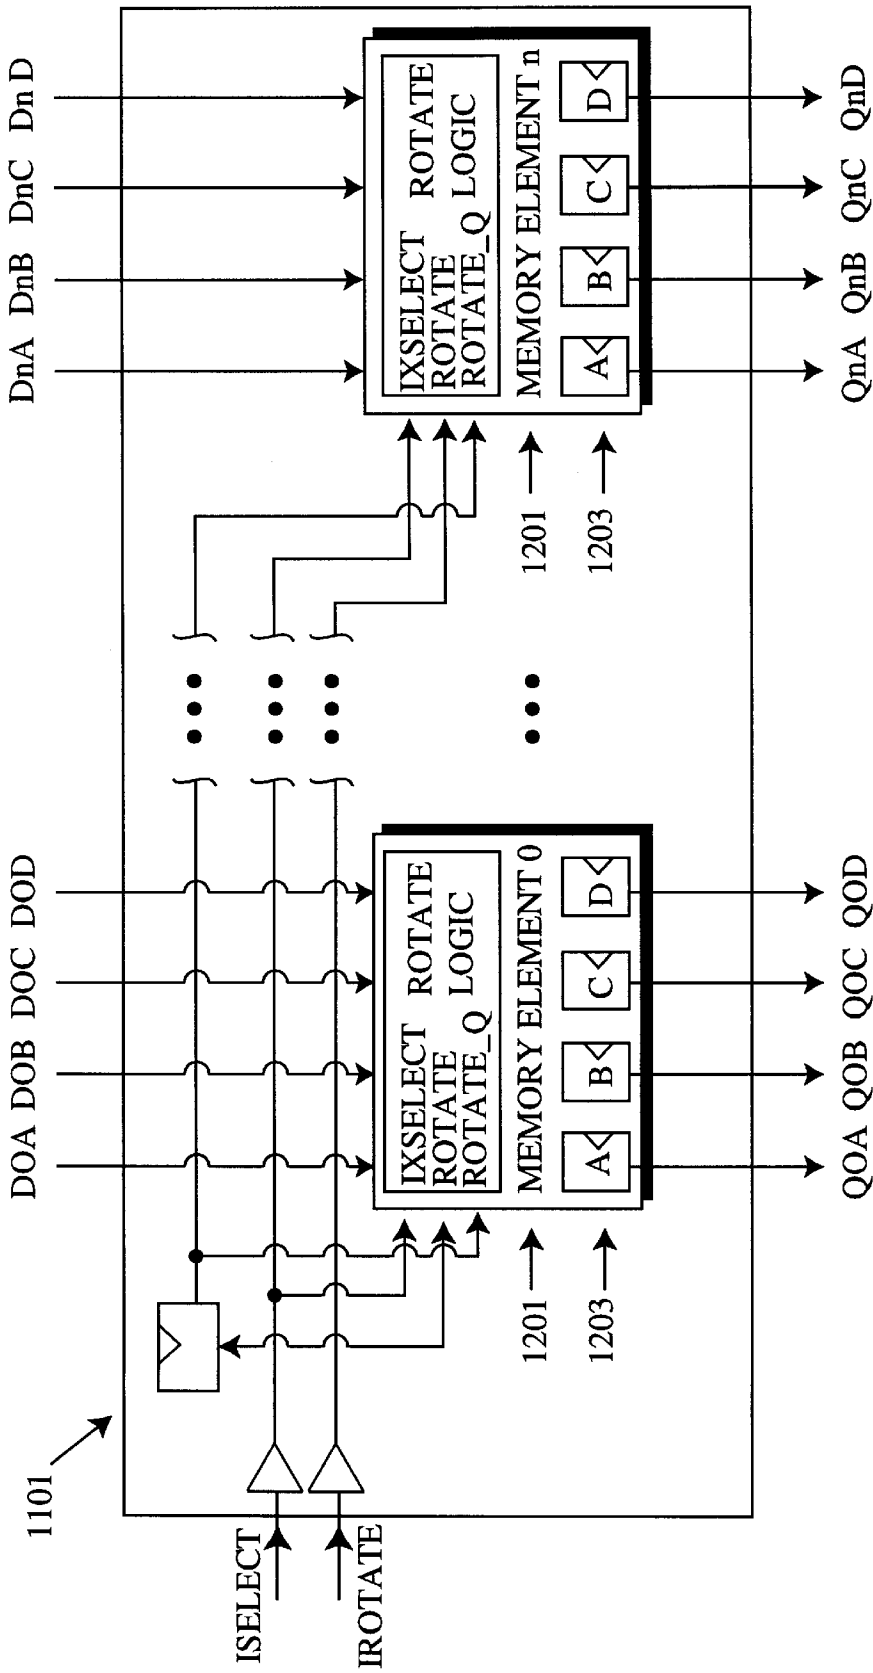 1101
DOA DOB DOC DOD
DnA DnB DnC DnD
ISELECT
IROTATE
IXSELECT
ROTATE
ROTATE_Q
ROTATE
LOGIC
MEMORY ELEMENT 0
A B C D
1201
1203
IXSELECT
ROTATE
ROTATE_Q
ROTATE
LOGIC
MEMORY ELEMENT n
A B C D
1201
1203
QOA QOB QOC QOD
QnA QnB QnC QnD